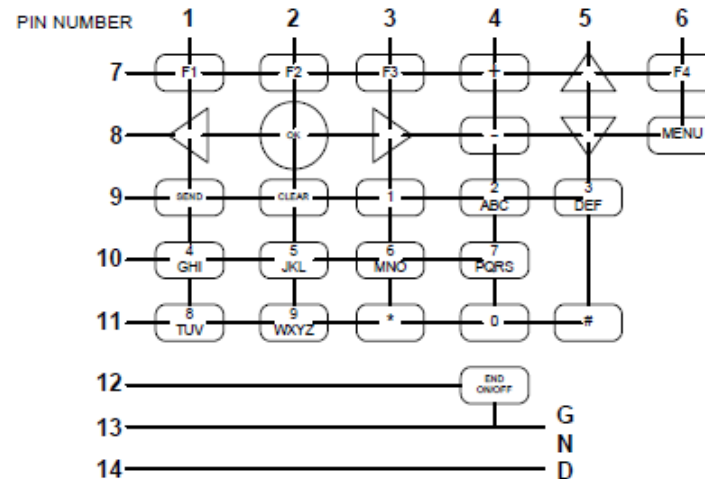 PIN NUMBER 1 2 3 4 5 6
7 F1 F2 F3 + F4
8 OK - MENU
9 SEND CLEAR 1 2 3
ABC DEF
10 4 5 6 7
GHI JKL MNO PQRS
11 8 9 * 0 #
TUV WXYZ
12 END
ON/OFF
13 G
N
14 D